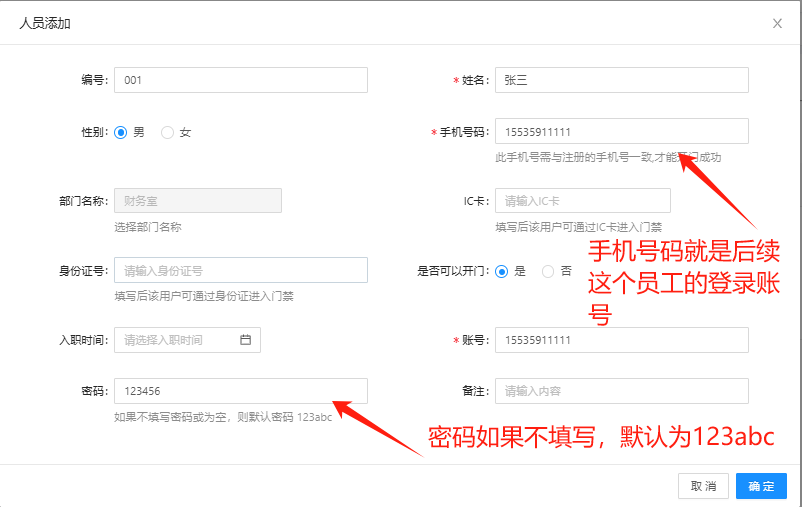 人员添加
编号: 001
* 姓名: 张三
性别: 男 女
* 手机号码: 15535911111
此手机号需与注册的手机号一致,才能开门成功
部门名称: 财务室
选择部门名称
IC卡: 请输入IC卡
填写后该用户可通过IC卡进入门禁
手机号码就是后续
这个员工的登录账
号
身份证号: 请输入身份证号
填写后该用户可通过身份证进入门禁
是否可以开门: 是 否
入职时间: 请选择入职时间
* 账号: 15535911111
密码: 123456
如果不填写密码或为空，则默认密码 123abc
备注: 请输入内容
密码如果不填写，默认为123abc
取 消
确 定